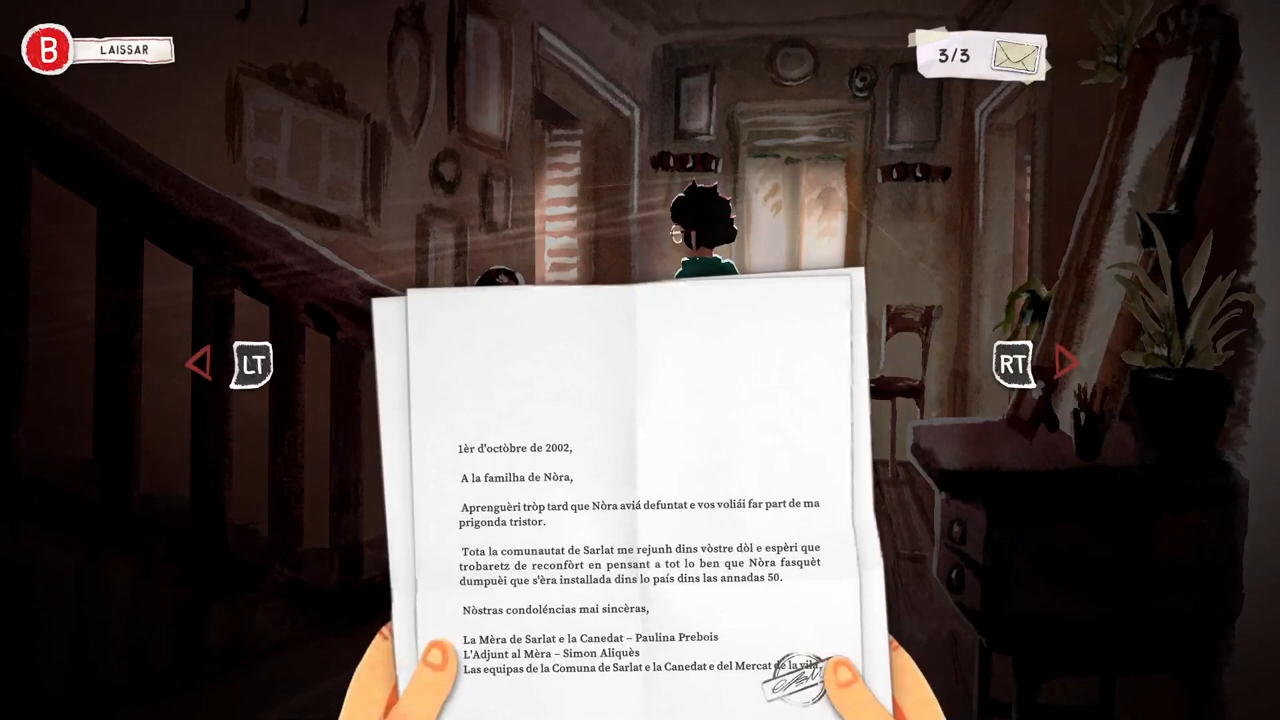 B LAISSAR
3/3
LT
RT
1èr d'octòbre de 2002,
A la familha de Nòra,
Aprenguèri tròp tard que Nòra aviá defuntat e vos voliái far part de ma
prigonda tristor.
Tota la comunautat de Sarlat me rejunh dins vòstre dòl e espèri que
trobaretz de reconfòrt en pensant a tot lo ben que Nòra fasquèt
dumpuèi que s'èra installada dins lo país dins las annadas 50.
Nòstras condoléncias mai sincèras,
La Mèra de Sarlat e la Canedat – Paulina Prebois
L'Adjunt al Mèra – Simon Aliquès
Las equipas de la Comuna de Sarlat e la Canedat e del Mercat de la vila